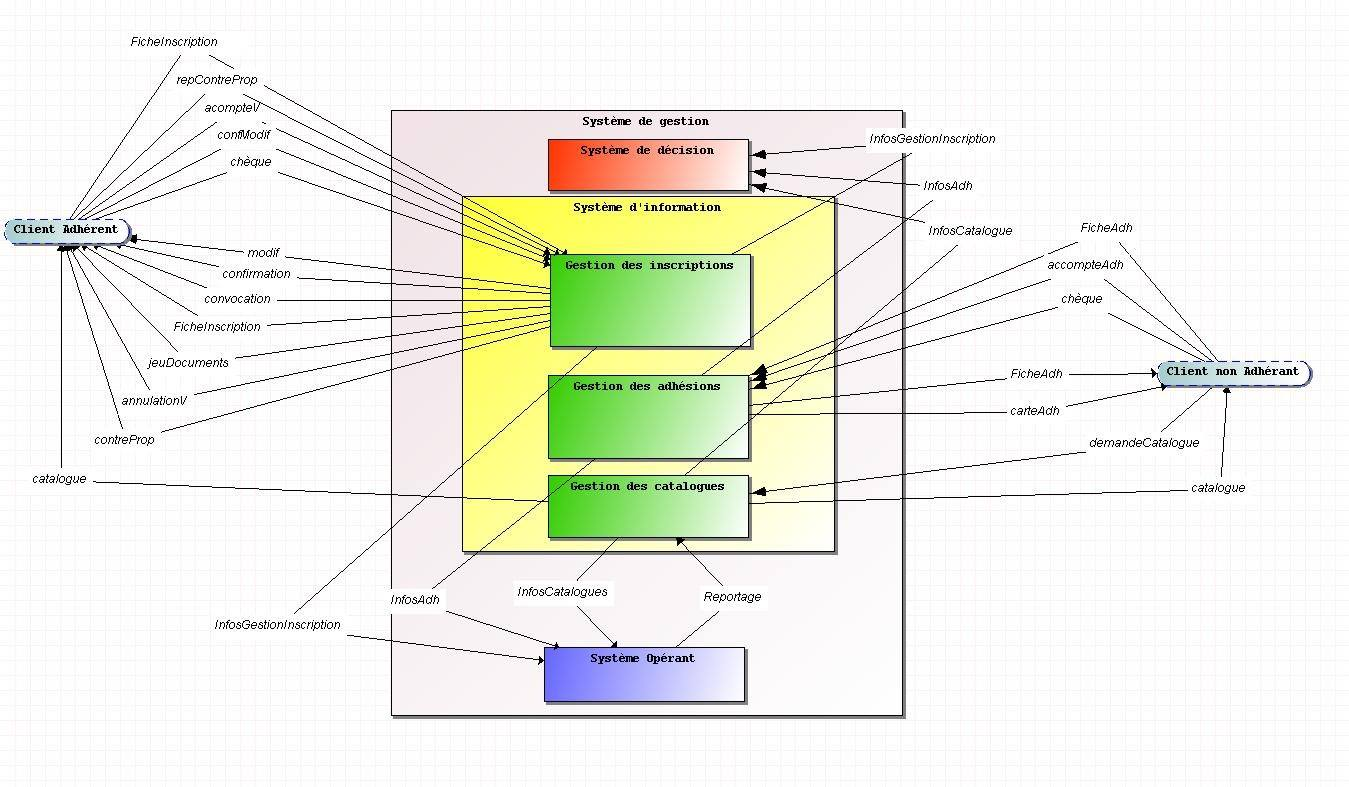 FicheInscription
repContreProp
acompteV
confModif
chèque
Système de gestion
Système de décision
InfosGestionInscription
InfosAdh
InfosCatalogue
Système d'information
Client Adhérent
FicheAdh
accompteAdh
chèque
modif
confirmation
convocation
FicheInscription
jeuDocuments
annulationV
contreProp
catalogue
Gestion des inscriptions
Gestion des adhésions
Gestion des catalogues
FicheAdh
carteAdh
Client non Adhérant
demandeCatalogue
catalogue
InfosGestionInscription
InfosAdh
InfosCatalogues
Reportage
Système Opérant